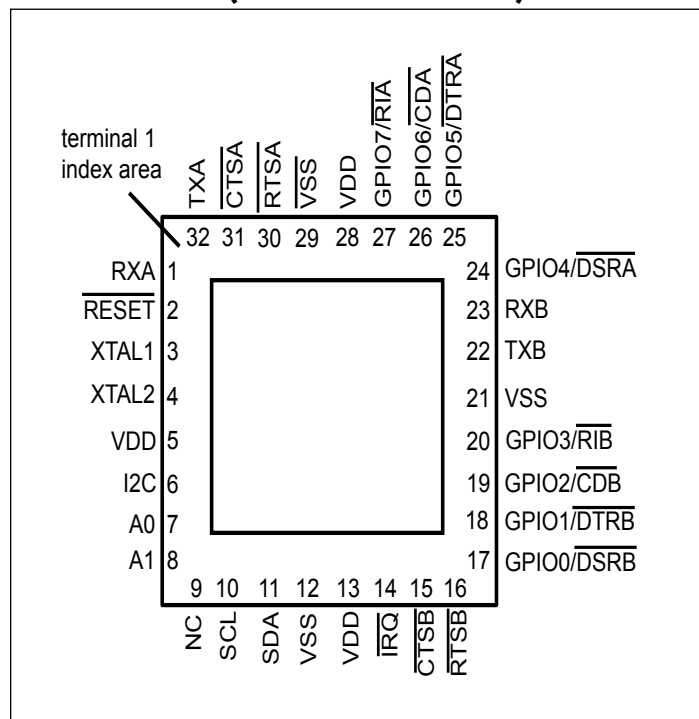 terminal 1
index area
TXA
CTSA
RTSA
VSS
VDD
GPIO7/RIA
GPIO6/CDA
GPIO5/DTRA
32 31 30 29 28 27 26 25
RXA 1
RESET 2
XTAL1 3
XTAL2 4
VDD 5
I2C 6
A0 7
A1 8
24 GPIO4/DSRA
23 RXB
22 TXB
21 VSS
20 GPIO3/RIB
19 GPIO2/CDB
18 GPIO1/DTRB
17 GPIO0/DSRB
9 10 11 12 13 14 15 16
NC
SCL
SDA
VSS
VDD
IRQ
CTSB
RTSB